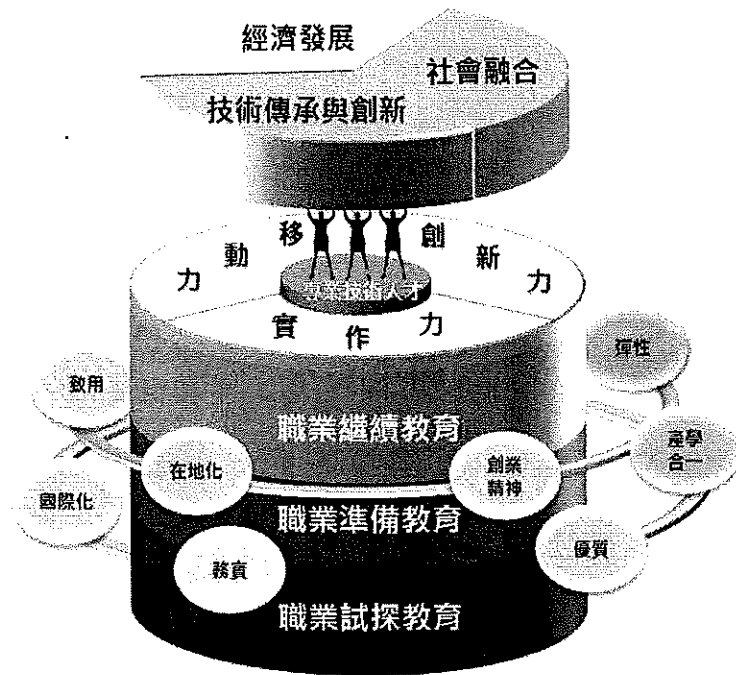 經濟發展
社會融合
技術傳承與創新
移動力
創新力
專業技術人才
實作力
彈性
致用
職業繼續教育
產學
合一
在地化
創業
精神
國際化
職業準備教育
優質
務實
職業試探教育